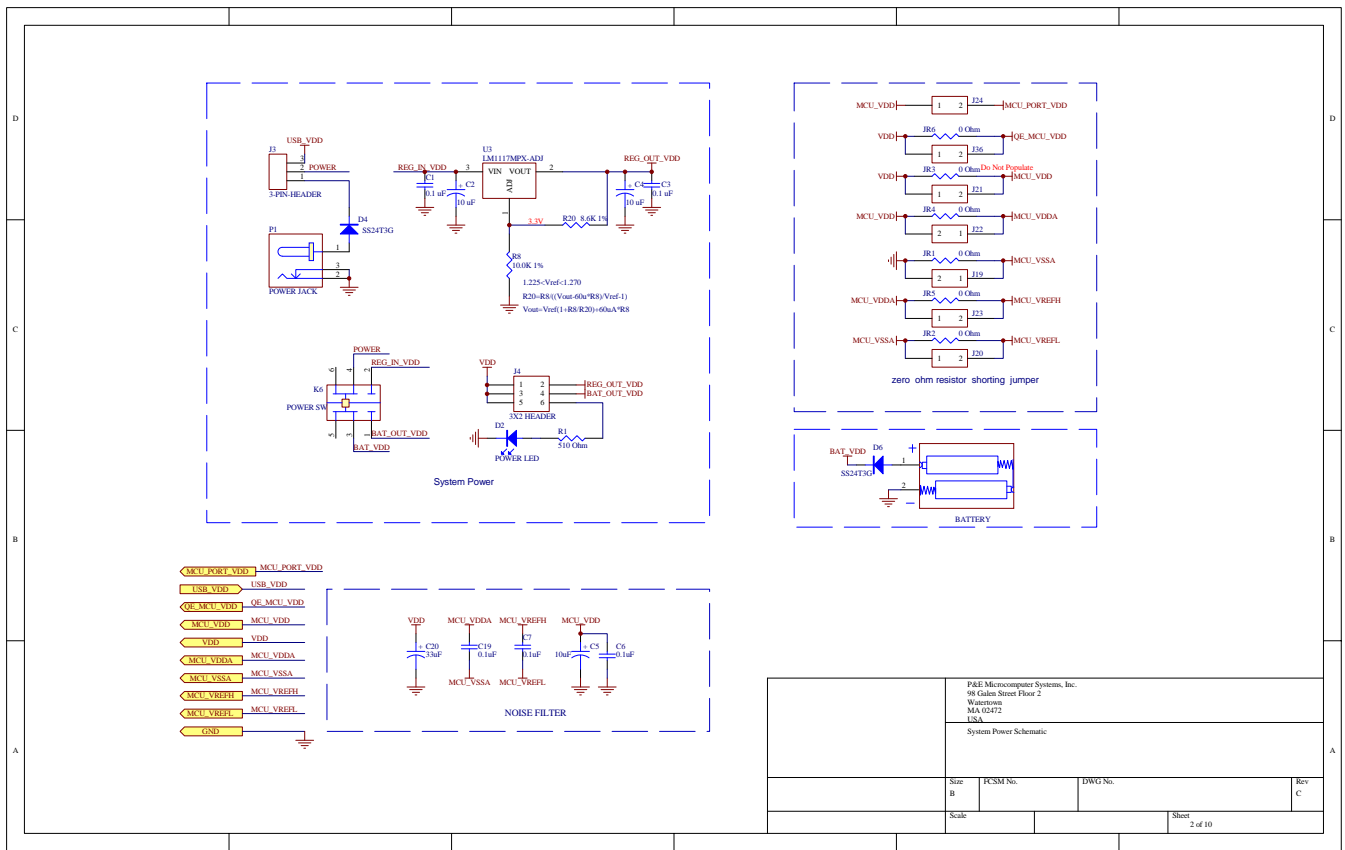 D
D
C
C
B
B
A
A
J3
USB_VDD
3
2
1
POWER
3-PIN-HEADER
D4
SS24T3G
P1
1
3
2
POWER JACK
REG_IN_VDD
C1
0.1 uF
C2
10 uF
+
3
U3
LM1117MPX-ADJ
VIN VOUT
ADJ
2
1
REG_OUT_VDD
C4
10 uF
+
C3
0.1 uF
3.3V
R20 8.6K 1%
R8
10.0K 1%
1.225<Vref<1.270
R20=R8/((Vout-60u*R8)/Vref-1)
Vout=Vref(1+R8/R20)+60uA*R8
POWER
REG_IN_VDD
6
4
2
K6
POWER SW
5
3
1
BAT_OUT_VDD
BAT_VDD
VDD
J4
1 2
3 4
5 6
REG_OUT_VDD
BAT_OUT_VDD
3X2 HEADER
D2
POWER LED
R1
510 Ohm
System Power
MCU_VDD
1 2
J24
MCU_PORT_VDD
VDD
JR6
0 Ohm
QE_MCU_VDD
1 2
J36
VDD
JR3
0 Ohm
Do Not Populate
MCU_VDD
1 2
J21
MCU_VDD
JR4
0 Ohm
MCU_VDDA
2 1
J22
JR1
0 Ohm
MCU_VSSA
2 1
J19
MCU_VDDA
JR5
0 Ohm
MCU_VREFH
1 2
J23
MCU_VSSA
JR2
0 Ohm
MCU_VREFL
1 2
J20
zero ohm resistor shorting jumper
BAT_VDD
D6
SS24T3G
1
2
+
−
BATTERY
MCU_PORT_VDD MCU_PORT_VDD
USB_VDD USB_VDD
QE_MCU_VDD QE_MCU_VDD
MCU_VDD MCU_VDD
VDD VDD
MCU_VDDA MCU_VDDA
MCU_VSSA MCU_VSSA
MCU_VREFH MCU_VREFH
MCU_VREFL MCU_VREFL
GND
VDD
+
C20
33uF
MCU_VDDA
C19
0.1uF
MCU_VSSA
MCU_VREFH
C7
0.1uF
MCU_VREFL
MCU_VDD
+
C5
10uF
C6
0.1uF
NOISE FILTER
P&E Microcomputer Systems, Inc.
98 Galen Street Floor 2
Watertown
MA 02472
USA
System Power Schematic
Size
B
FCSM No.
DWG No.
Rev
C
Scale
Sheet
2 of 10